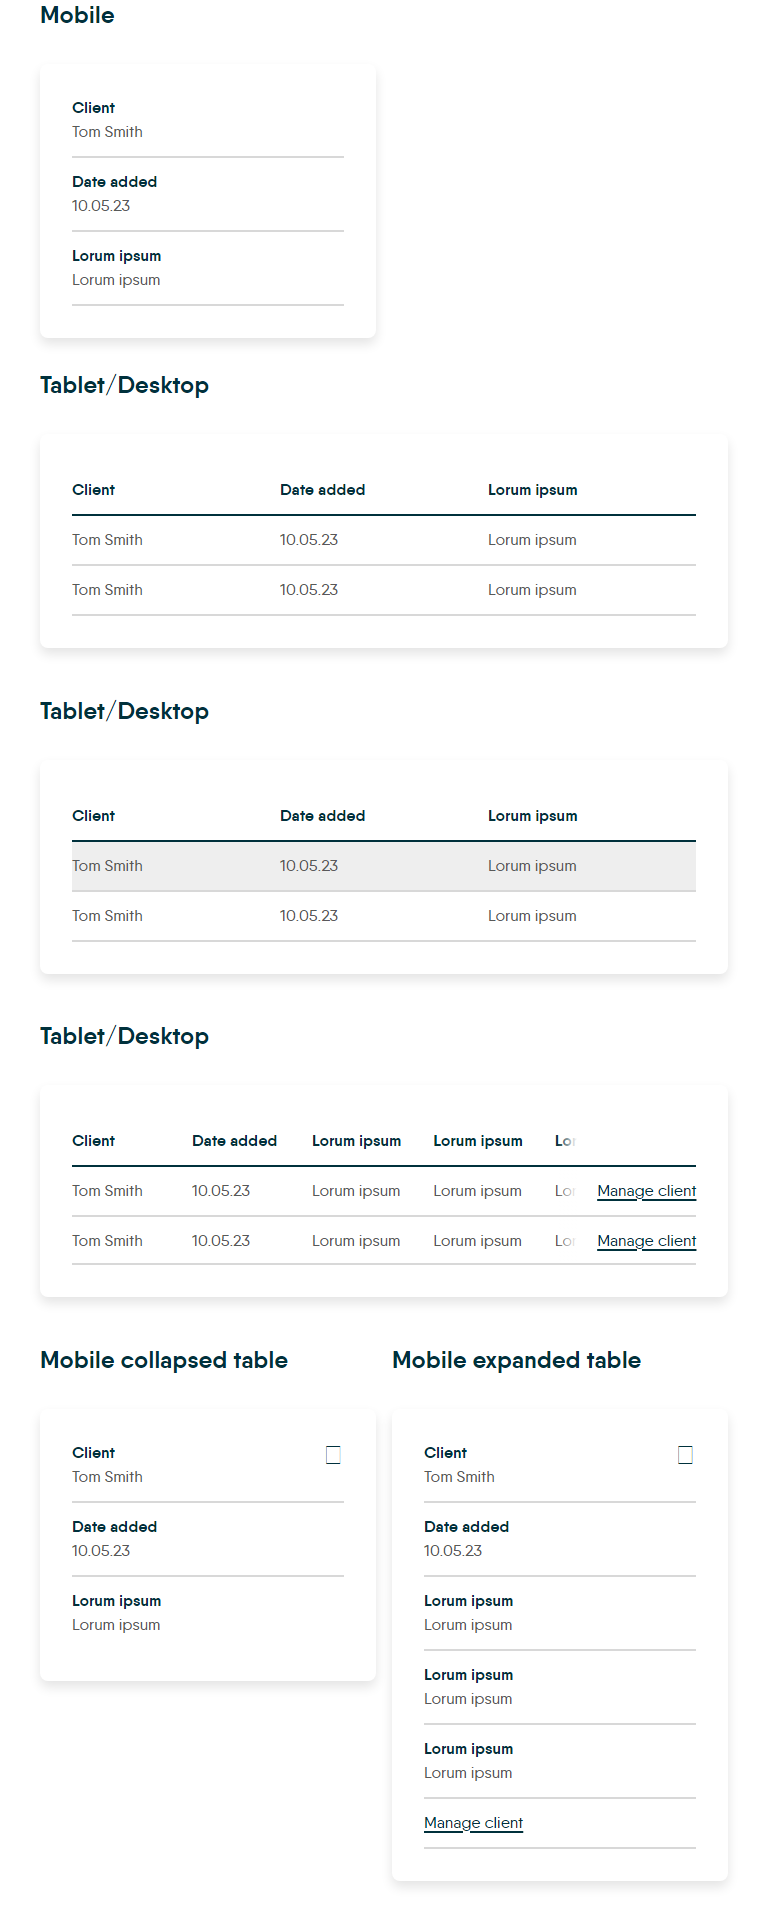 Mobile
Client
Tom Smith
Date added
10.05.23
Lorum ipsum
Lorum ipsum
Tablet/Desktop
Client Date added Lorum ipsum
Tom Smith 10.05.23 Lorum ipsum
Tom Smith 10.05.23 Lorum ipsum
Tablet/Desktop
Client Date added Lorum ipsum
Tom Smith 10.05.23 Lorum ipsum
Tom Smith 10.05.23 Lorum ipsum
Tablet/Desktop
Client Date added Lorum ipsum Lorum ipsum Lor
Tom Smith 10.05.23 Lorum ipsum Lorum ipsum Lor Manage client
Tom Smith 10.05.23 Lorum ipsum Lorum ipsum Lor Manage client
Mobile collapsed table
Client
Tom Smith
Date added
10.05.23
Lorum ipsum
Lorum ipsum
Mobile expanded table
Client
Tom Smith
Date added
10.05.23
Lorum ipsum
Lorum ipsum
Lorum ipsum
Lorum ipsum
Lorum ipsum
Lorum ipsum
Manage client